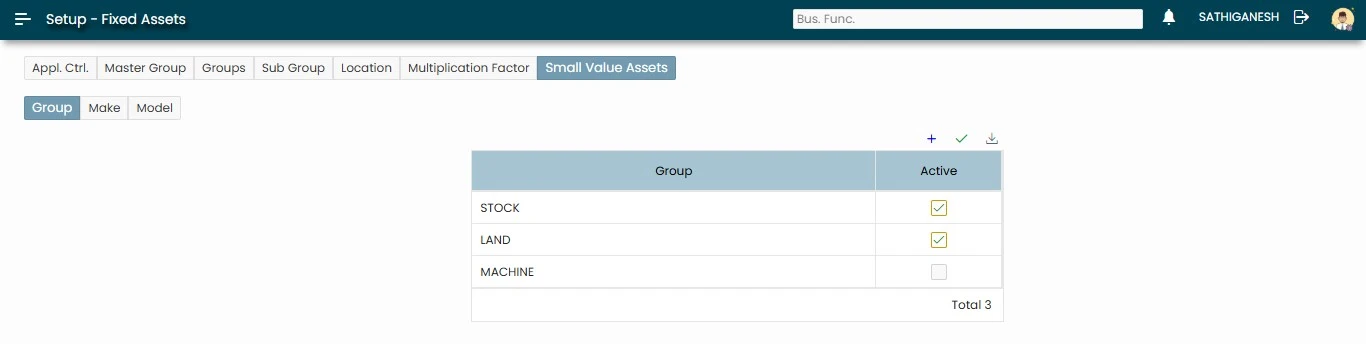 Setup - Fixed Assets
Bus. Func.
SATHIGANESH
Appl. Ctrl. Master Group Groups Sub Group Location Multiplication Factor Small Value Assets
Group Make Model
Group Active
STOCK
LAND
MACHINE
Total 3